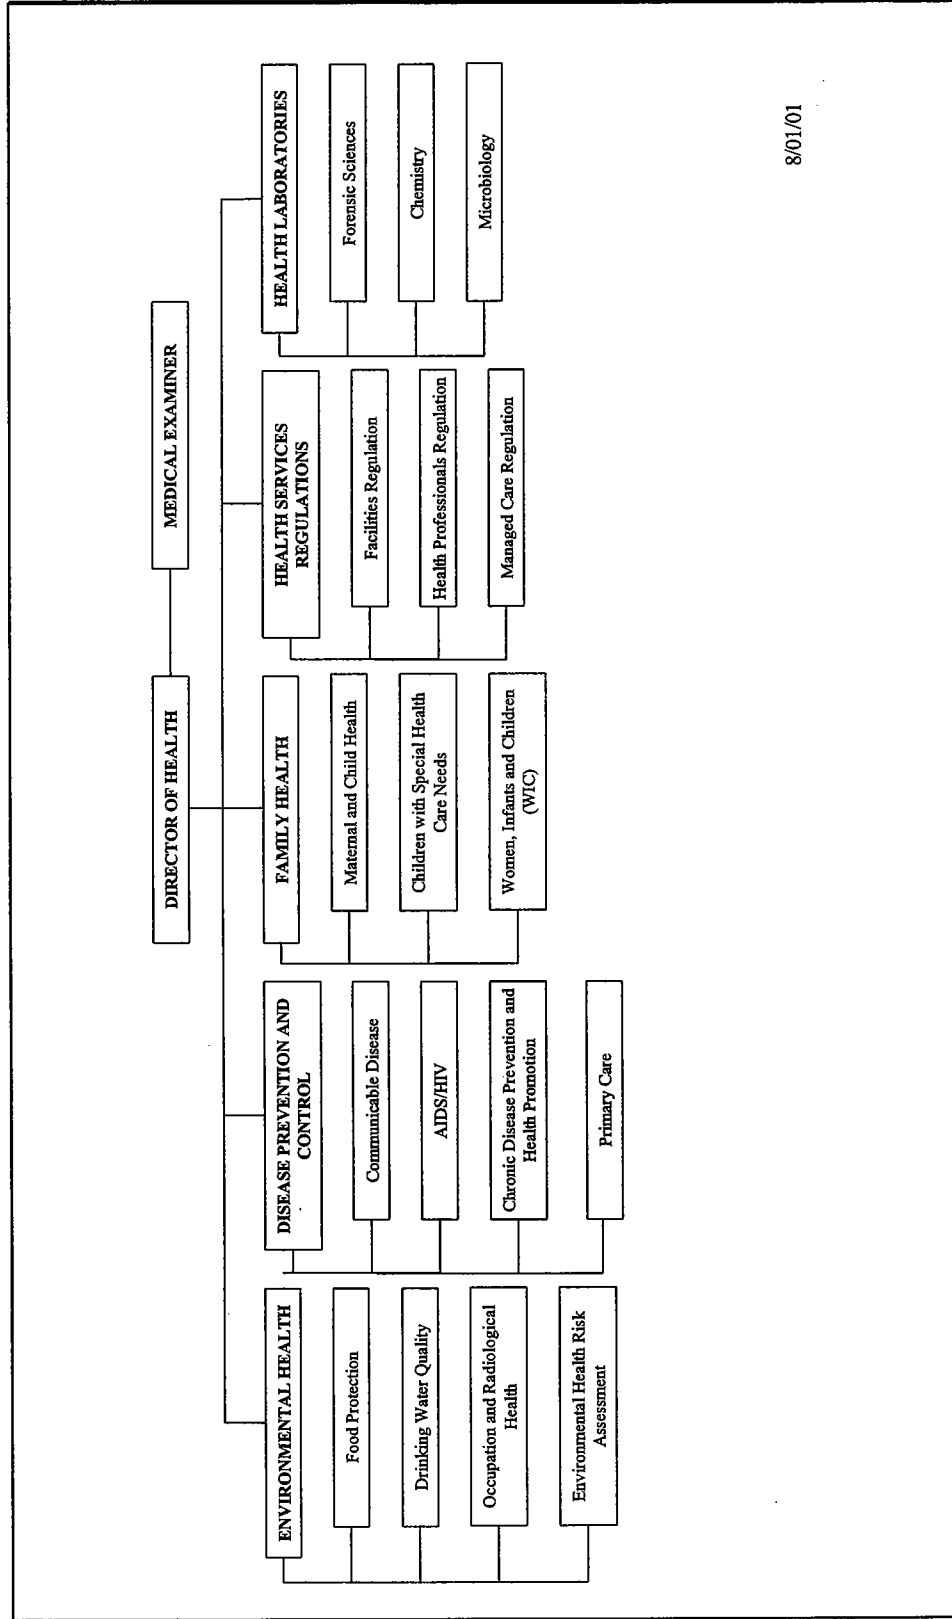 DIRECTOR OF HEALTH
MEDICAL EXAMINER
ENVIRONMENTAL HEALTH
Food Protection
Drinking Water Quality
Occupation and Radiological
Health
Environmental Health Risk
Assessment
DISEASE PREVENTION AND
CONTROL
Communicable Disease
AIDS/HIV
Chronic Disease Prevention and
Health Promotion
Primary Care
FAMILY HEALTH
Maternal and Child Health
Children with Special Health
Care Needs
Women, Infants and Children
(WIC)
HEALTH SERVICES
REGULATIONS
Facilities Regulation
Health Professionals Regulation
Managed Care Regulation
HEALTH LABORATORIES
Forensic Sciences
Chemistry
Microbiology
8/01/01